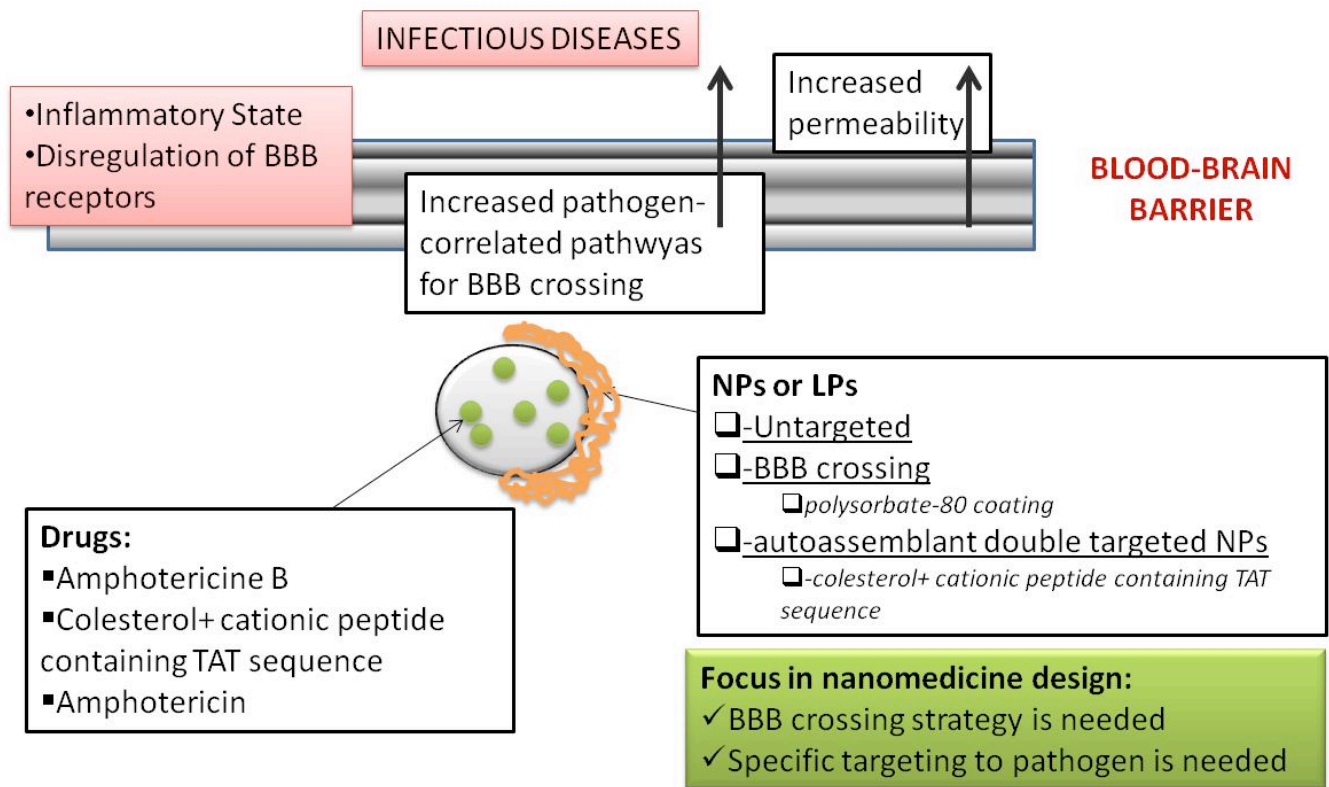 INFECTIOUS DISEASES
•Inflammatory State
•Disregulation of BBB
receptors
Increased
permeability
BLOOD-BRAIN
BARRIER
Increased pathogen-
correlated pathwyas
for BBB crossing
NPs or LPs
❑-Untargeted
❑-BBB crossing
❑polysorbate-80 coating
❑-autoassemblant double targeted NPs
❑-colesterol+ cationic peptide containing TAT
sequence
Drugs:
▪Amphotericine B
▪Colesterol+ cationic peptide
containing TAT sequence
▪Amphotericin
Focus in nanomedicine design:
✓BBB crossing strategy is needed
✓Specific targeting to pathogen is needed